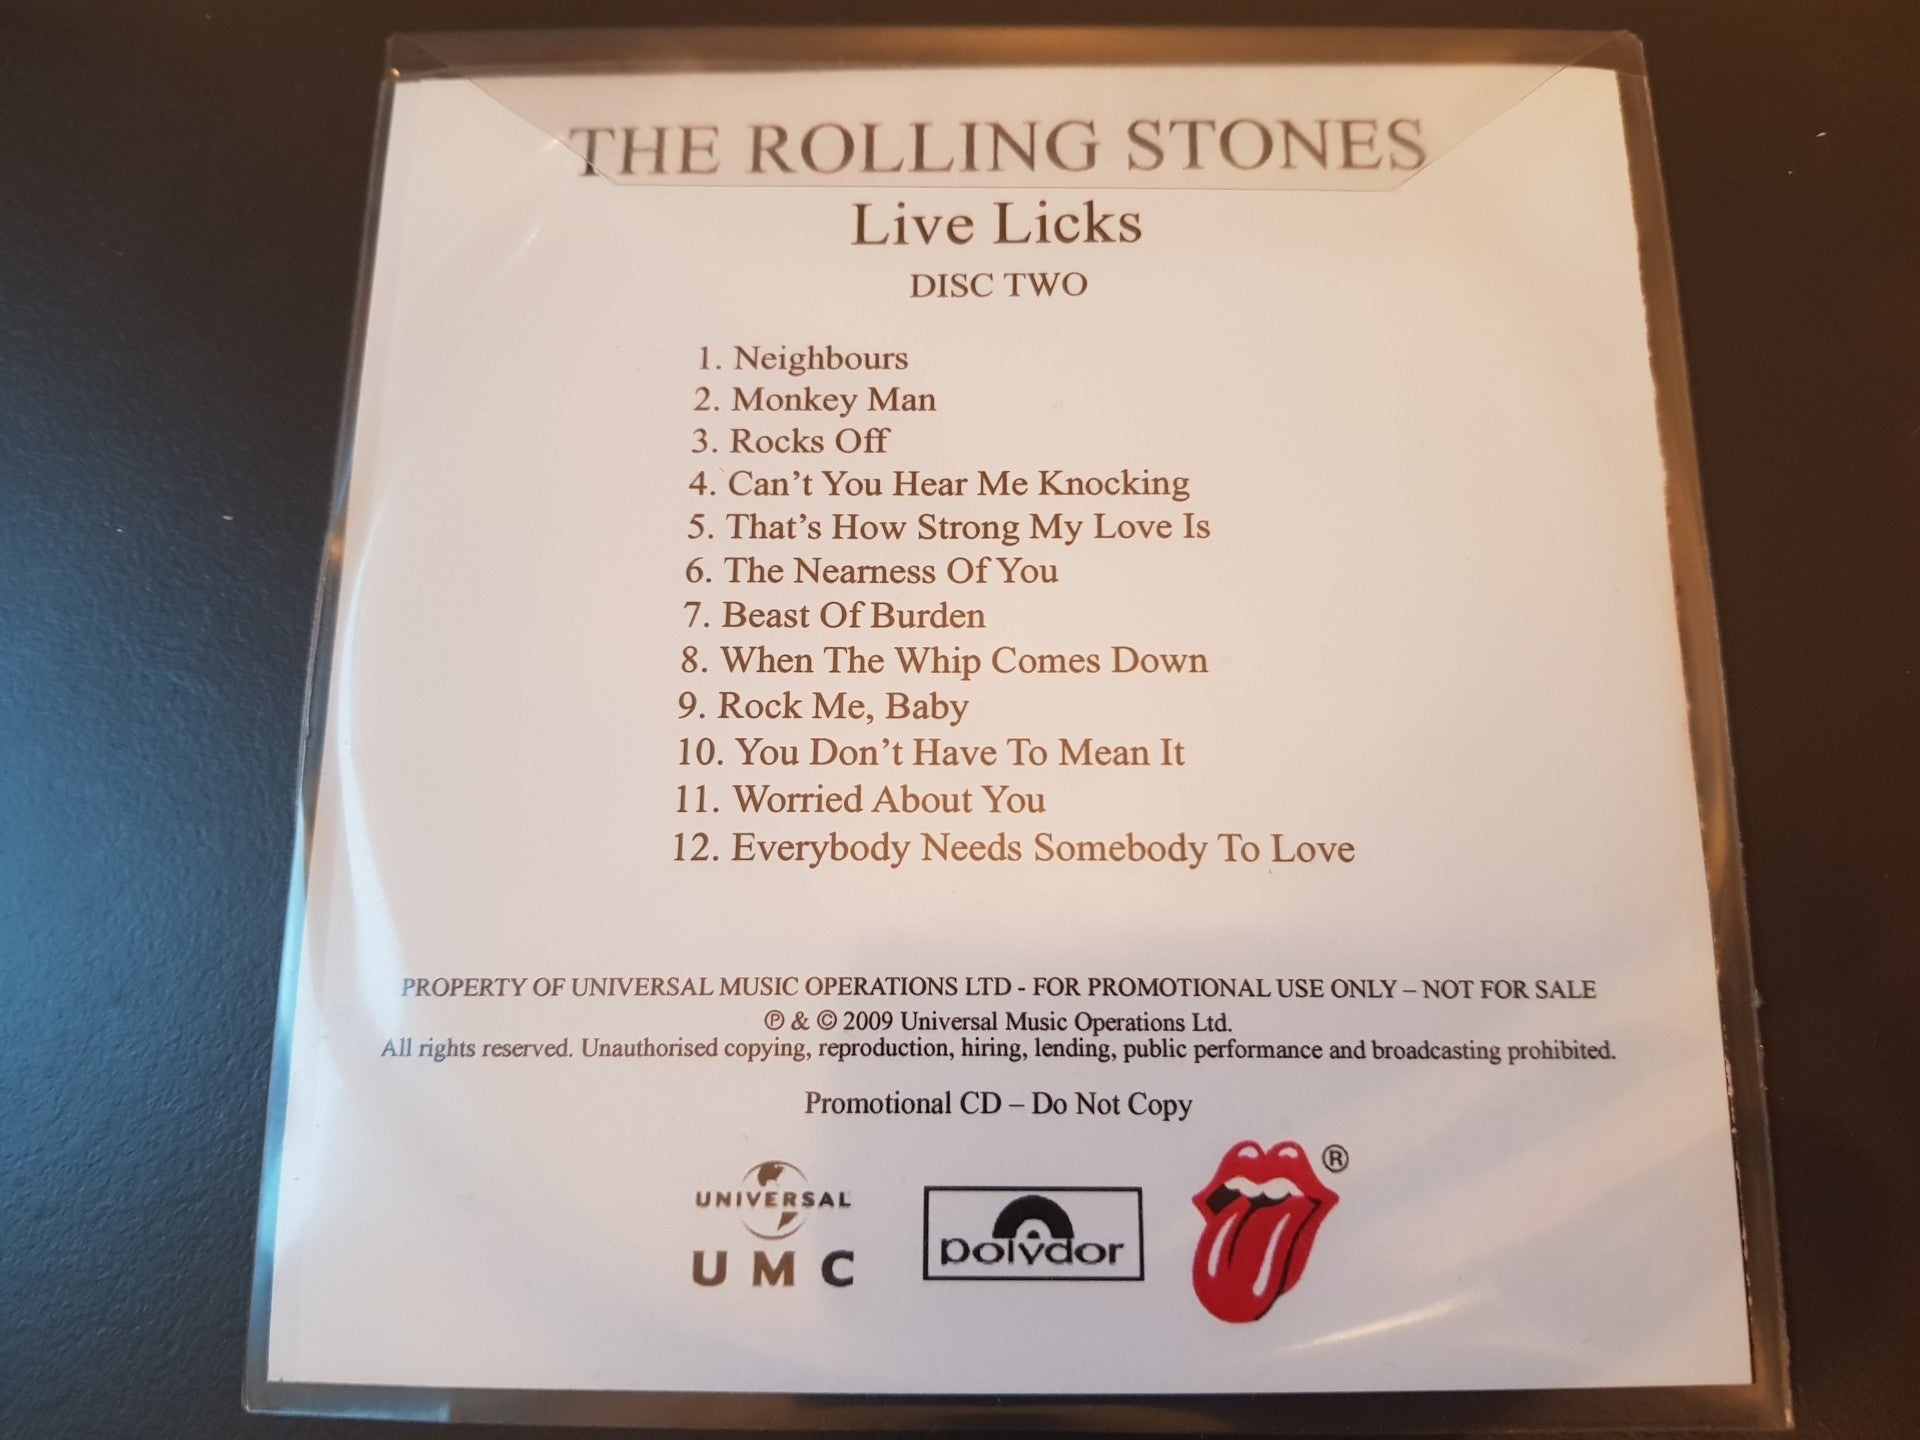 THE ROLLING STONES
Live Licks
DISC TWO
1. Neighbours
2. Monkey Man
3. Rocks Off
4. Can't You Hear Me Knocking
5. That's How Strong My Love Is
6. The Nearness Of You
7. Beast Of Burden
8. When The Whip Comes Down
9. Rock Me, Baby
10. You Don't Have To Mean It
11. Worried About You
12. Everybody Needs Somebody To Love
PROPERTY OF UNIVERSAL MUSIC OPERATIONS LTD - FOR PROMOTIONAL USE ONLY – NOT FOR SALE
℗ & © 2009 Universal Music Operations Ltd.
All rights reserved. Unauthorised copying, reproduction, hiring, lending, public performance and broadcasting prohibited.
Promotional CD – Do Not Copy
UNIVERSAL
UMC
polydor
®